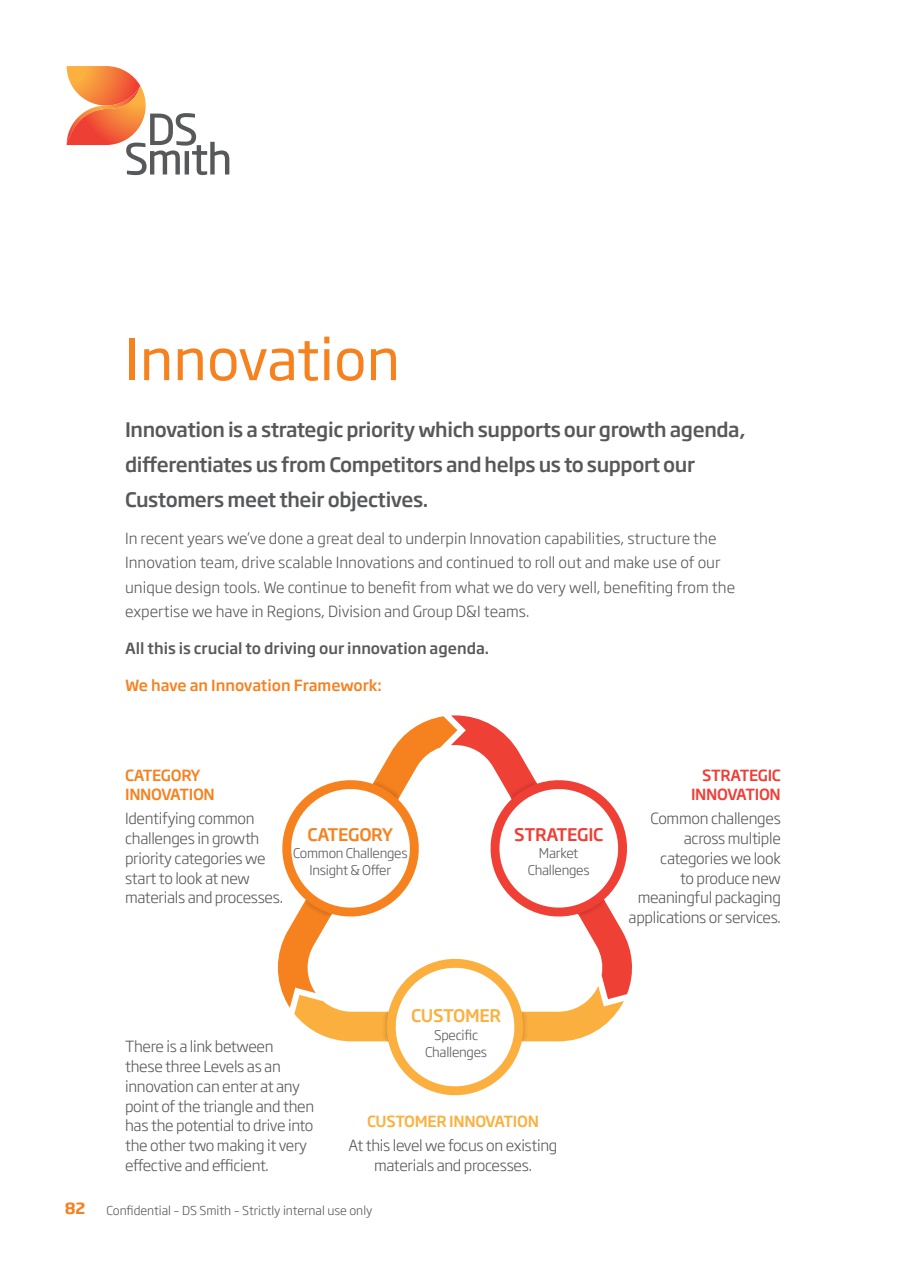 DS
Smith
Innovation
Innovation is a strategic priority which supports our growth agenda,
differentiates us from Competitors and helps us to support our
Customers meet their objectives.
In recent years we've done a great deal to underpin Innovation capabilities, structure the
Innovation team, drive scalable Innovations and continued to roll out and make use of our
unique design tools. We continue to benefit from what we do very well, benefiting from the
expertise we have in Regions, Division and Group D&I teams.
All this is crucial to driving our innovation agenda.
We have an Innovation Framework:
CATEGORY
INNOVATION
Identifying common
challenges in growth
priority categories we
start to look at new
materials and processes.
CATEGORY
Common Challenges
Insight & Offer
STRATEGIC
Market
Challenges
STRATEGIC
INNOVATION
Common challenges
across multiple
categories we look
to produce new
meaningful packaging
applications or services.
CUSTOMER
Specific
Challenges
There is a link between
these three Levels as an
innovation can enter at any
point of the triangle and then
has the potential to drive into
the other two making it very
effective and efficient.
CUSTOMER INNOVATION
At this level we focus on existing
materials and processes.
82 Confidential – DS Smith – Strictly internal use only